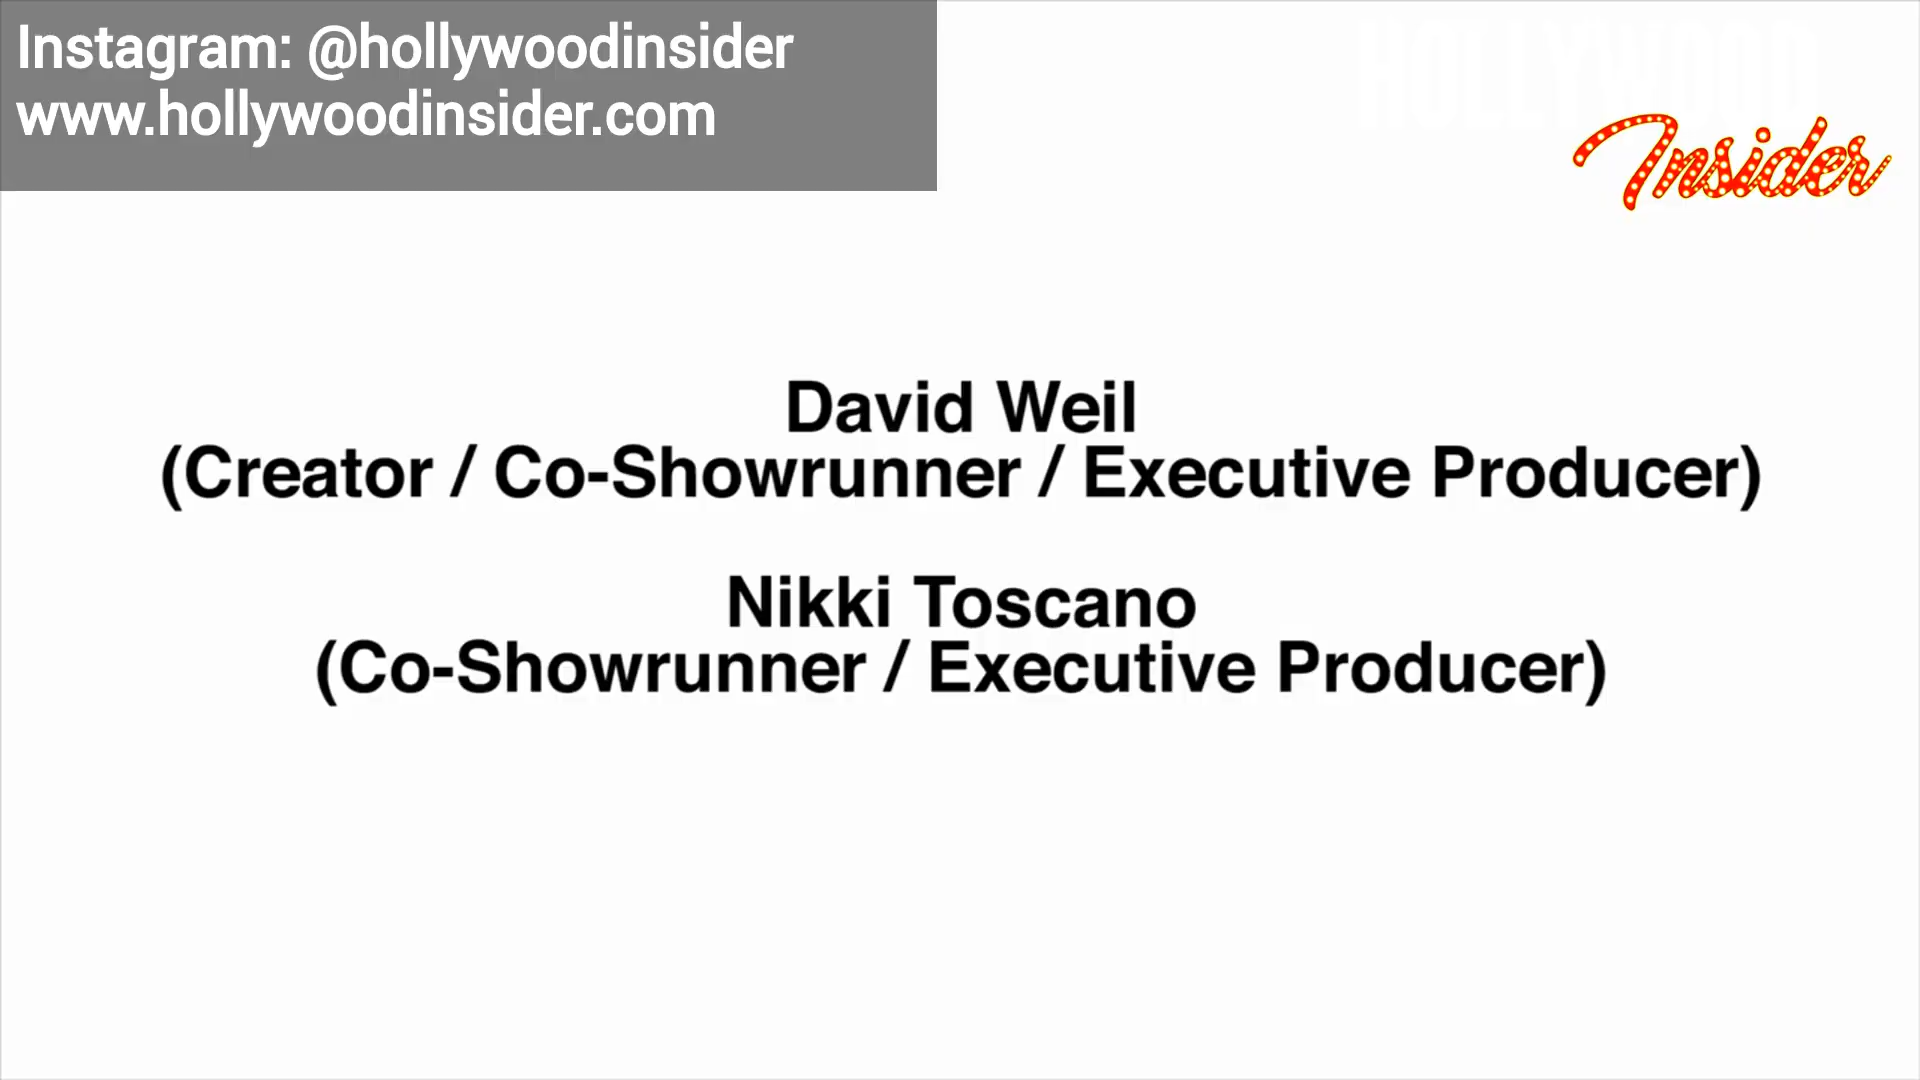 Instagram: @hollywoodinsider
www.hollywoodinsider.com
HOLLYWOOD
Insider
David Weil
(Creator / Co-Showrunner / Executive Producer)
Nikki Toscano
(Co-Showrunner / Executive Producer)